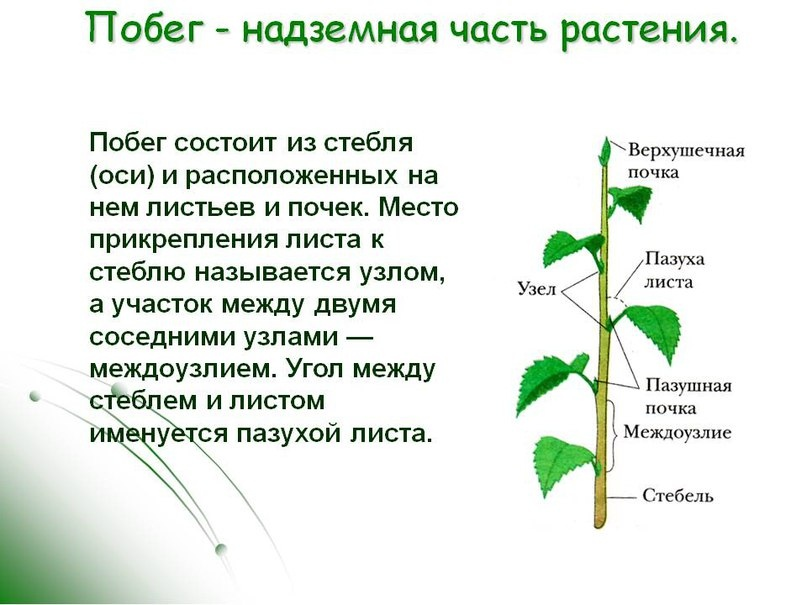 Побег - надземная часть растения.
Побег состоит из стебля
(оси) и расположенных на
нем листьев и почек. Место
прикрепления листа к
стеблю называется узлом,
а участок между двумя
соседними узлами —
междоузлием. Угол между
стеблем и листом
именуется пазухой листа.
Верхушечная
почка
Пазуха
листа
Узел
Пазушная
почка
Междоузлие
Стебель